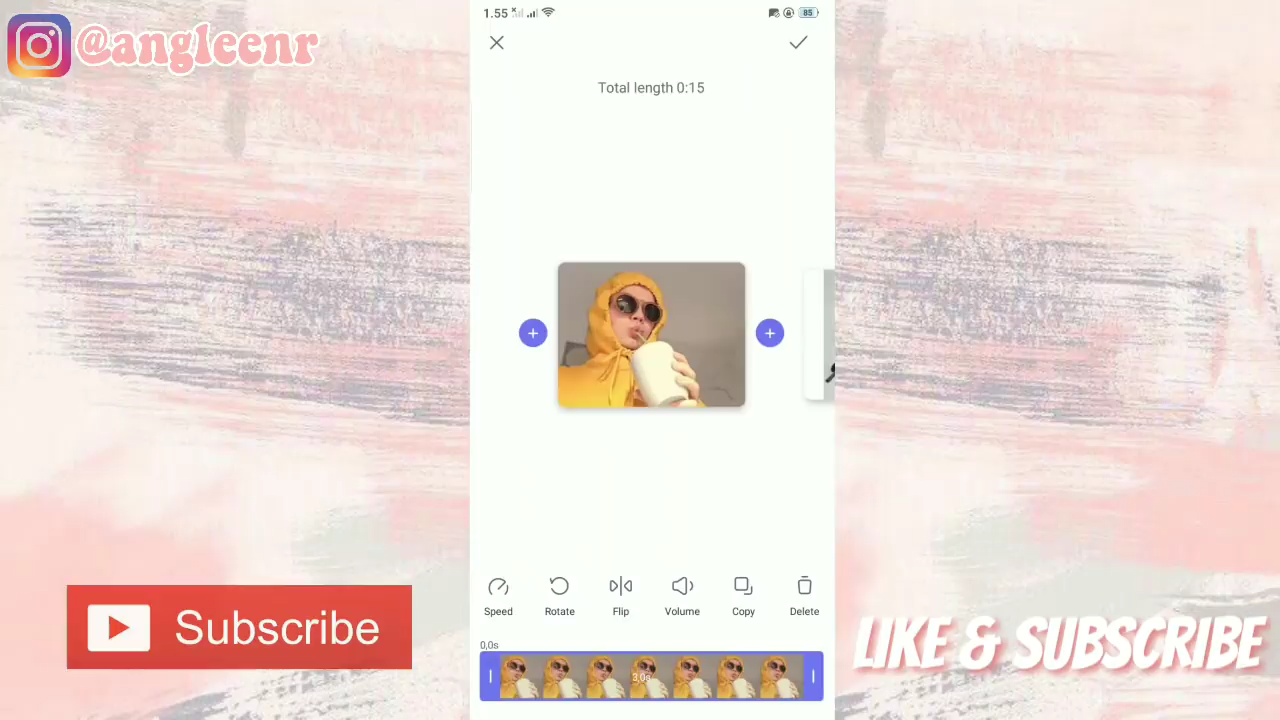 @angleenr
1.55
85
Total length 0:15
Speed
Rotate
Flip
Volume
Copy
Delete
0,0s
3,0s
Subscribe
LIKE & SUBSCRIBE